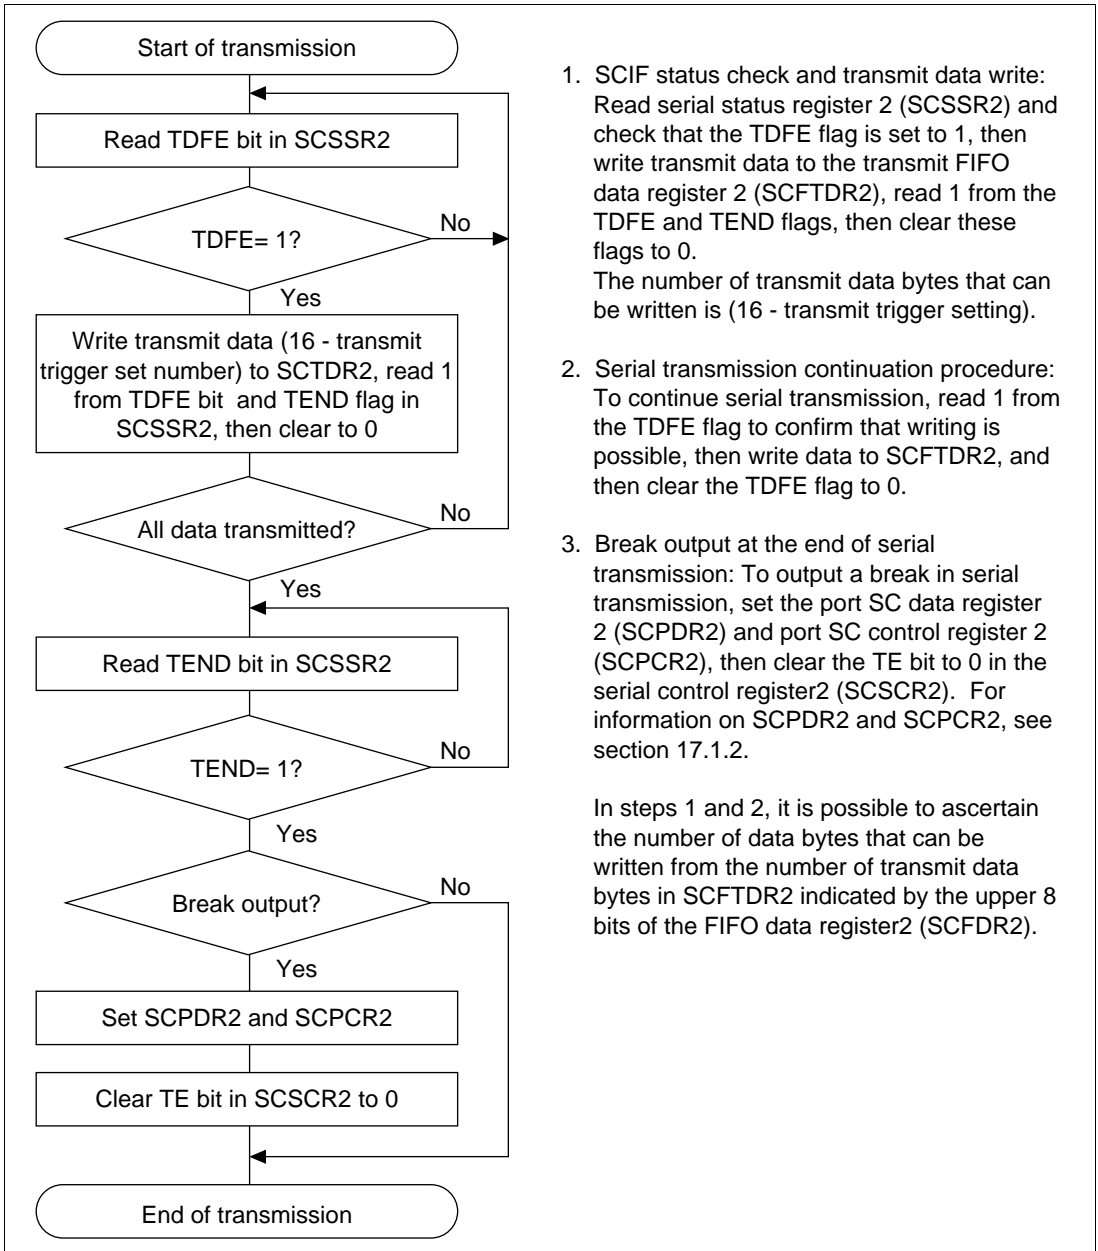 Start of transmission
Read TDFE bit in SCSSR2
TDFE= 1?
No
Yes
Write transmit data (16 - transmit
trigger set number) to SCTDR2, read 1
from TDFE bit  and TEND flag in
SCSSR2, then clear to 0
All data transmitted?
No
Yes
Read TEND bit in SCSSR2
TEND= 1?
No
Yes
Break output?
No
Yes
Set SCPDR2 and SCPCR2
Clear TE bit in SCSCR2 to 0
End of transmission
1. SCIF status check and transmit data write:
Read serial status register 2 (SCSSR2) and
check that the TDFE flag is set to 1, then
write transmit data to the transmit FIFO
data register 2 (SCFTDR2), read 1 from the
TDFE and TEND flags, then clear these
flags to 0.
The number of transmit data bytes that can
be written is (16 - transmit trigger setting).
2. Serial transmission continuation procedure:
To continue serial transmission, read 1 from
the TDFE flag to confirm that writing is
possible, then write data to SCFTDR2, and
then clear the TDFE flag to 0.
3. Break output at the end of serial
transmission: To output a break in serial
transmission, set the port SC data register
2 (SCPDR2) and port SC control register 2
(SCPCR2), then clear the TE bit to 0 in the
serial control register2 (SCSCR2).  For
information on SCPDR2 and SCPCR2, see
section 17.1.2.
In steps 1 and 2, it is possible to ascertain
the number of data bytes that can be
written from the number of transmit data
bytes in SCFTDR2 indicated by the upper 8
bits of the FIFO data register2 (SCFDR2).